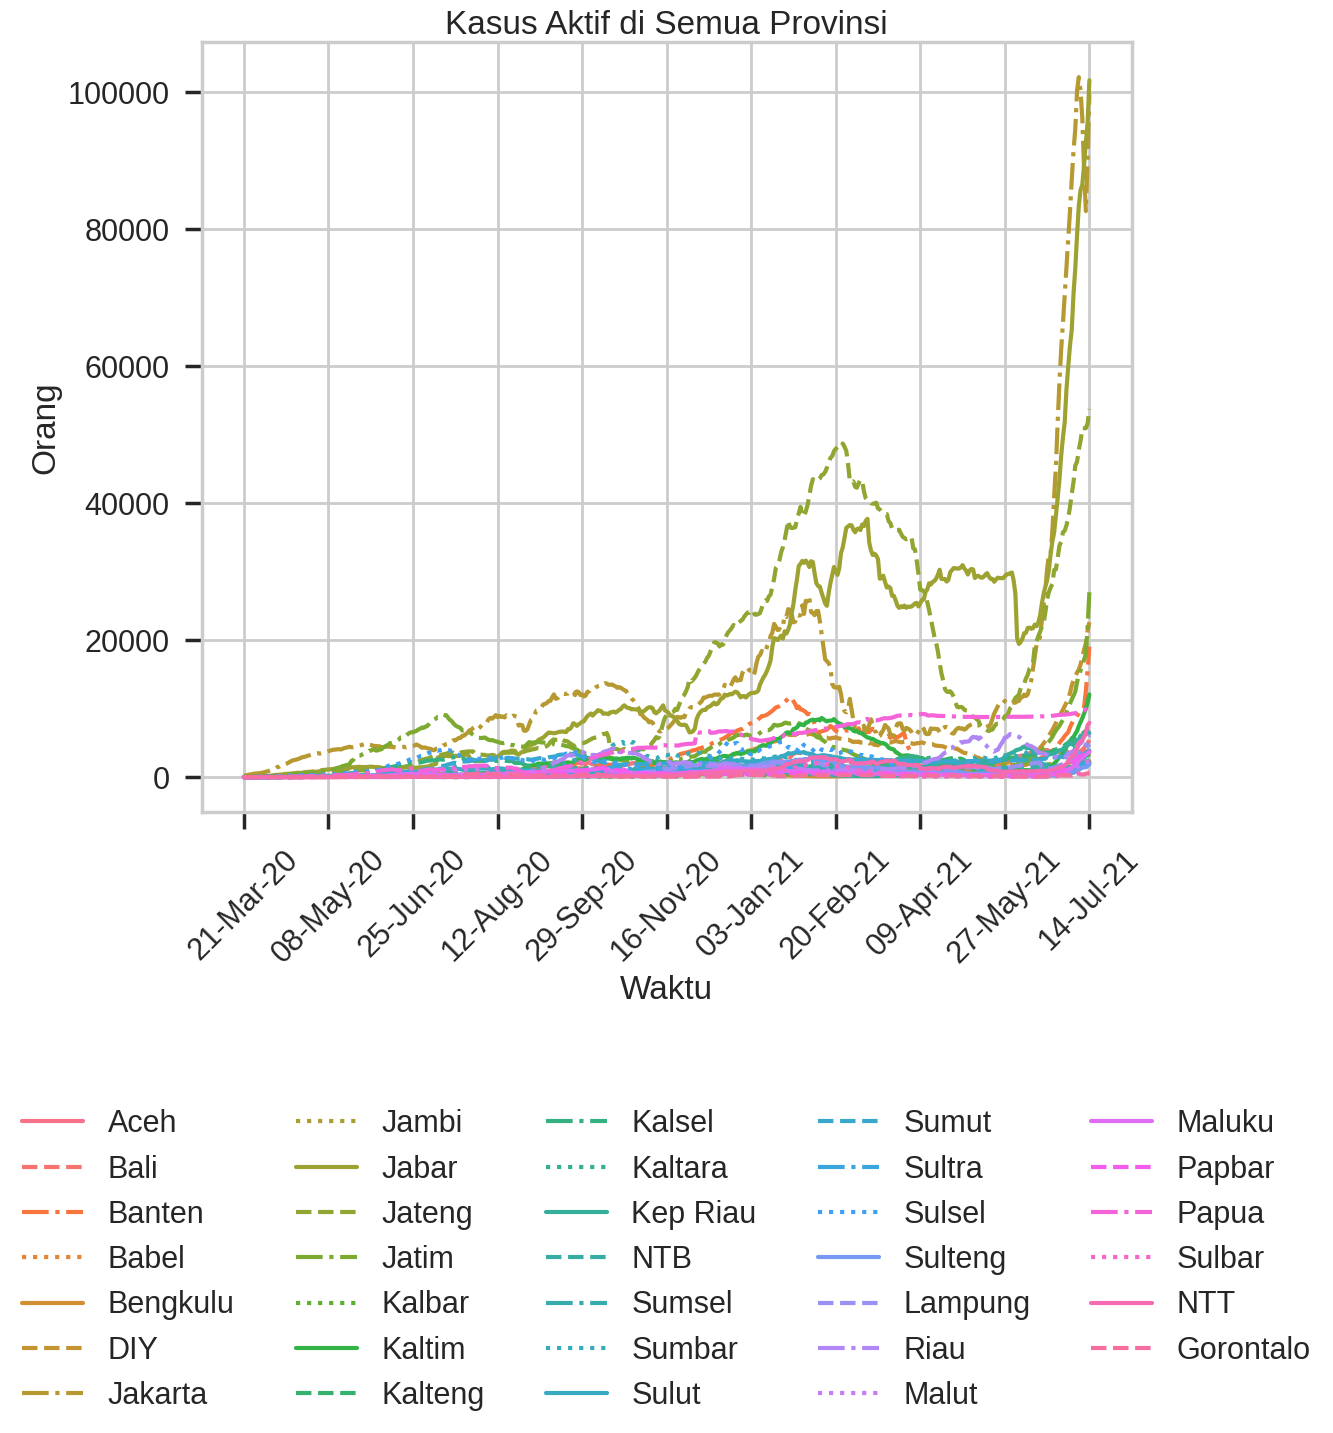 Kasus Aktif di Semua Provinsi
100000
80000
60000
40000
20000
0
Orang
21-Mar-20
08-May-20
25-Jun-20
12-Aug-20
29-Sep-20
16-Nov-20
03-Jan-21
20-Feb-21
09-Apr-21
27-May-21
14-Jul-21
Waktu
Aceh
Bali
Banten
Babel
Bengkulu
DIY
Jakarta
Jambi
Jabar
Jateng
Jatim
Kalbar
Kaltim
Kalteng
Kalsel
Kaltara
Kep Riau
NTB
Sumsel
Sumbar
Sulut
Sumut
Sultra
Sulsel
Sulteng
Lampung
Riau
Malut
Maluku
Papbar
Papua
Sulbar
NTT
Gorontalo